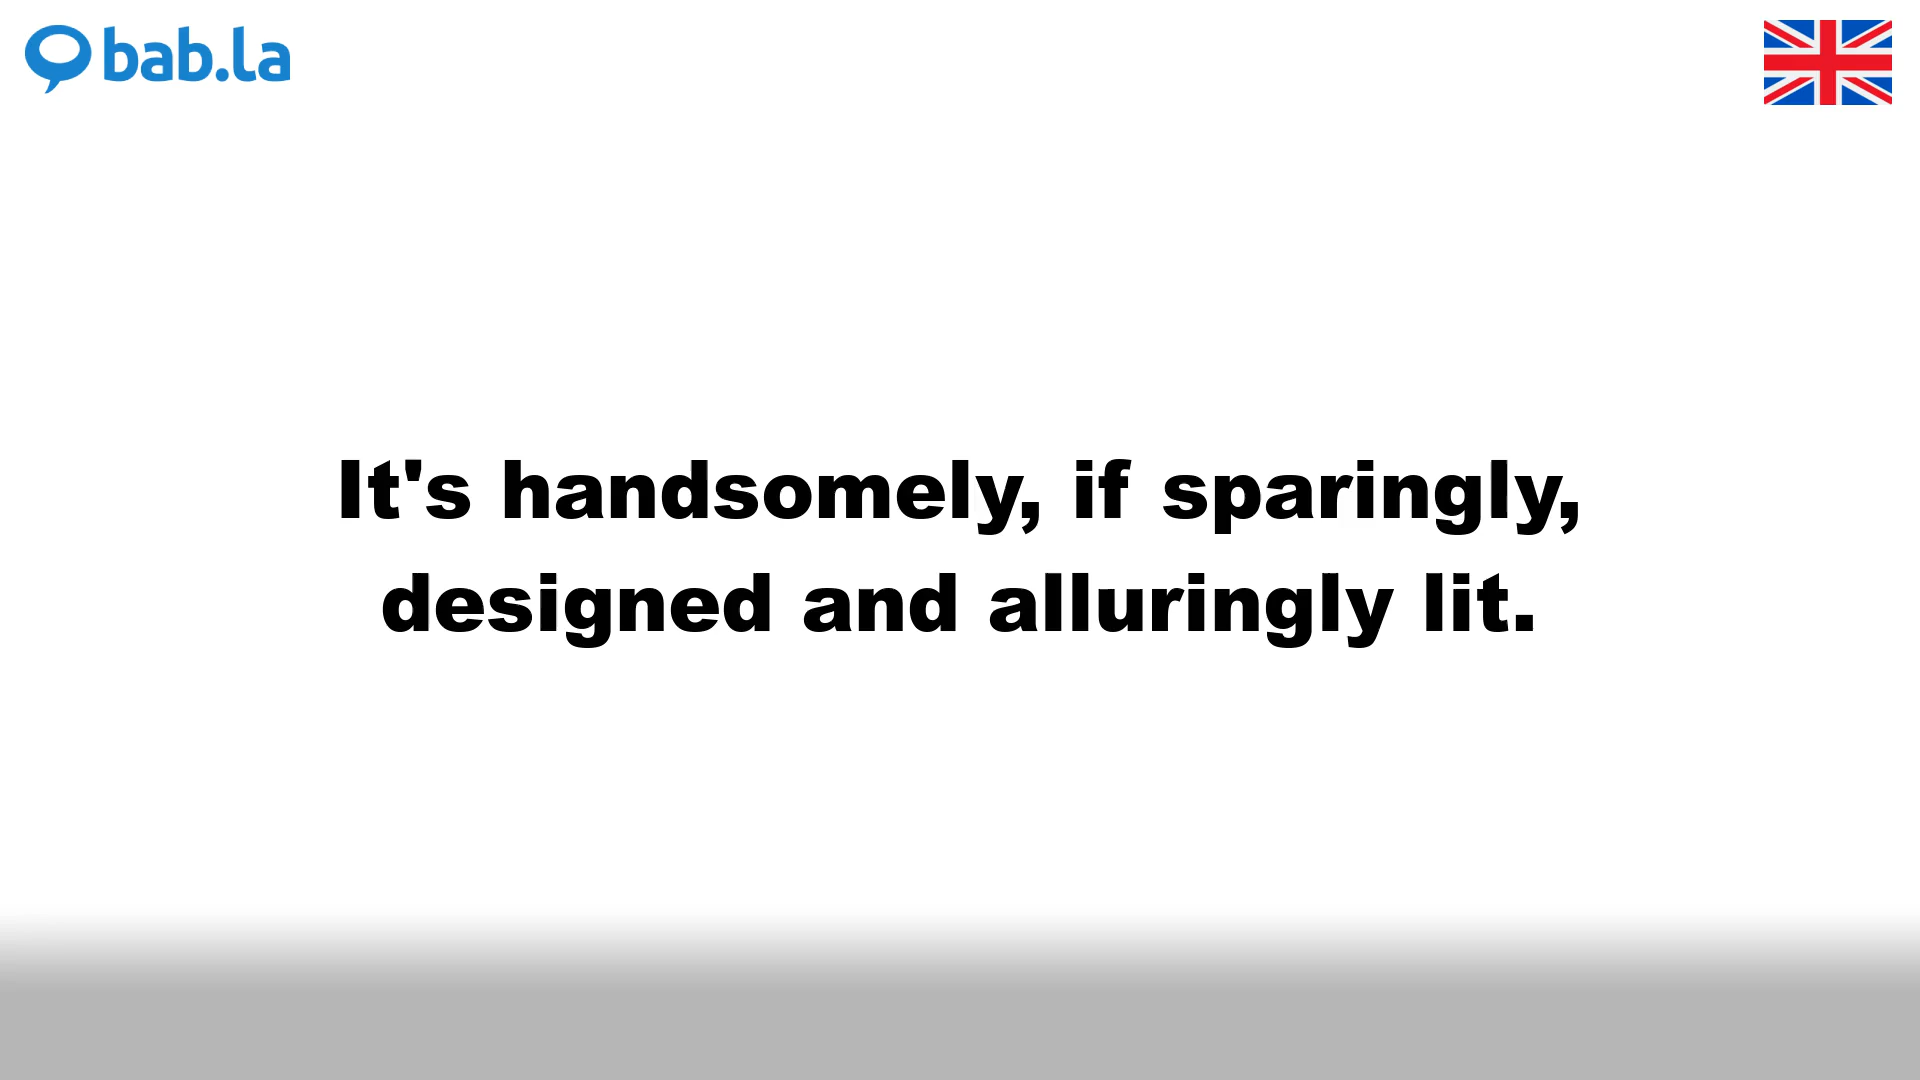 bab.la
It's handsomely, if sparingly,
designed and alluringly lit.